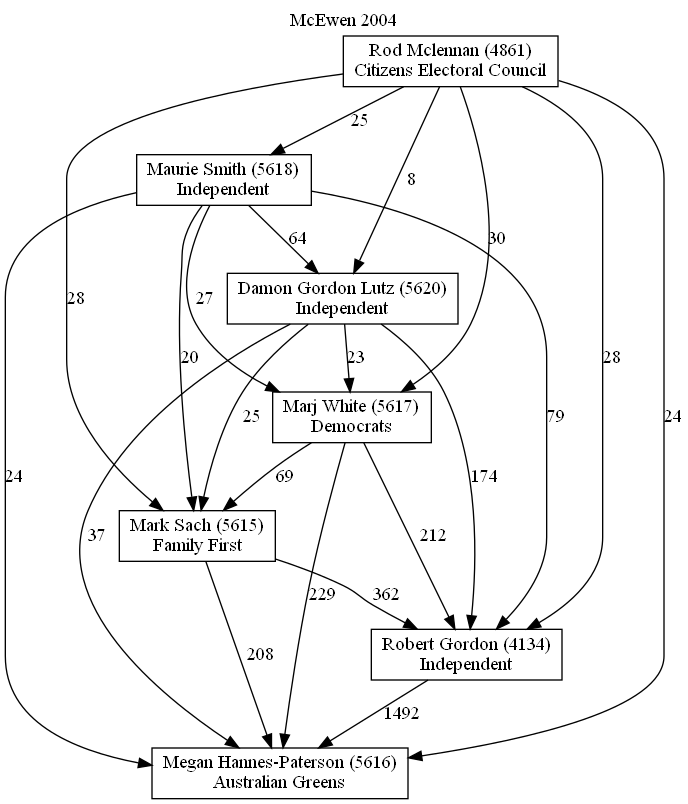 McEwen 2004
Rod Mclennan (4861)
Citizens Electoral Council
25
Maurie Smith (5618)
Independent
8
64
30
Damon Gordon Lutz (5620)
Independent
28
27
20
23
28
Marj White (5617)
Democrats
25
79
24
24
69
174
Mark Sach (5615)
Family First
37
212
229
362
Robert Gordon (4134)
Independent
208
1492
Megan Hannes-Paterson (5616)
Australian Greens